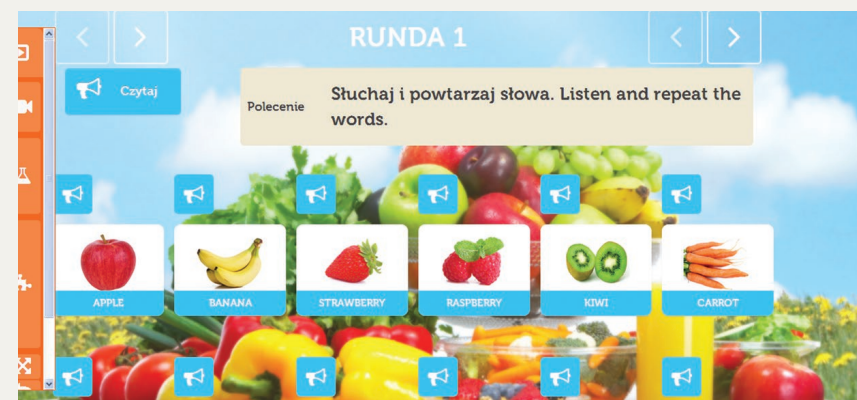 RUNDA 1
Czytaj
Polecenie
Słuchaj i powtarzaj słowa. Listen and repeat the
words.
APPLE
BANANA
STRAWBERRY
RASPBERRY
KIWI
CARROT